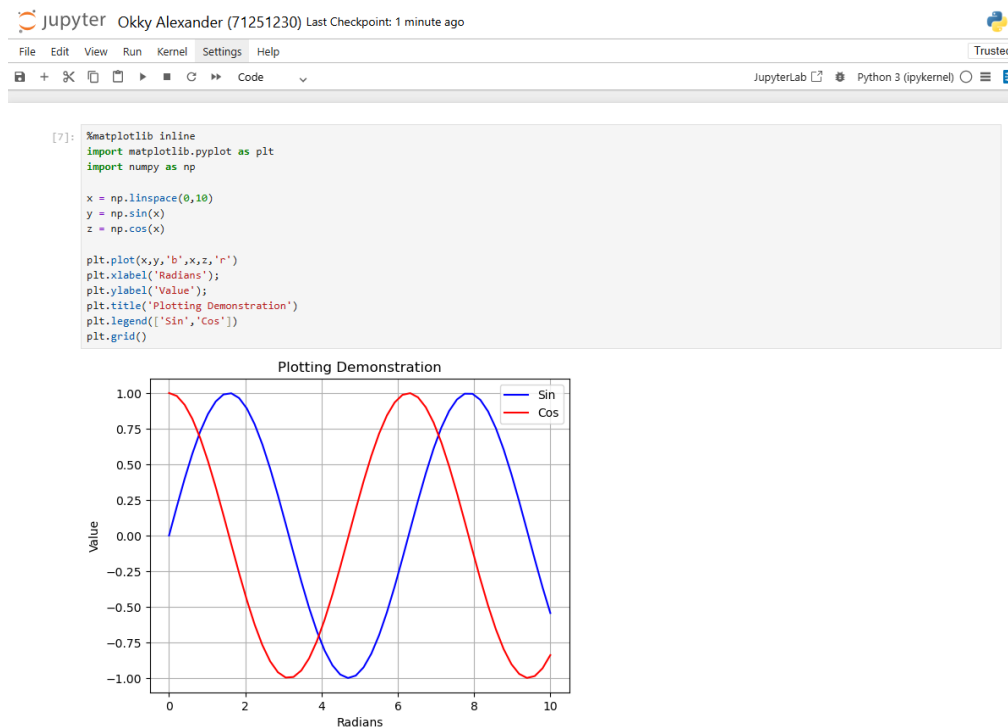 jupyter Okky Alexander (71251230) Last Checkpoint: 1 minute ago
File Edit View Run Kernel Settings Help
Trusted
Code
JupyterLab Python 3 (ipykernel)
[7]: %matplotlib inline
import matplotlib.pyplot as plt
import numpy as np
x = np.linspace(0,10)
y = np.sin(x)
z = np.cos(x)
plt.plot(x,y,'b',x,z,'r')
plt.xlabel('Radians');
plt.ylabel('Value');
plt.title('Plotting Demonstration')
plt.legend(['Sin','Cos'])
plt.grid()
Plotting Demonstration
Sin
Cos
1.00
0.75
0.50
0.25
0.00
−0.25
−0.50
−0.75
−1.00
Value
0 2 4 6 8 10
Radians